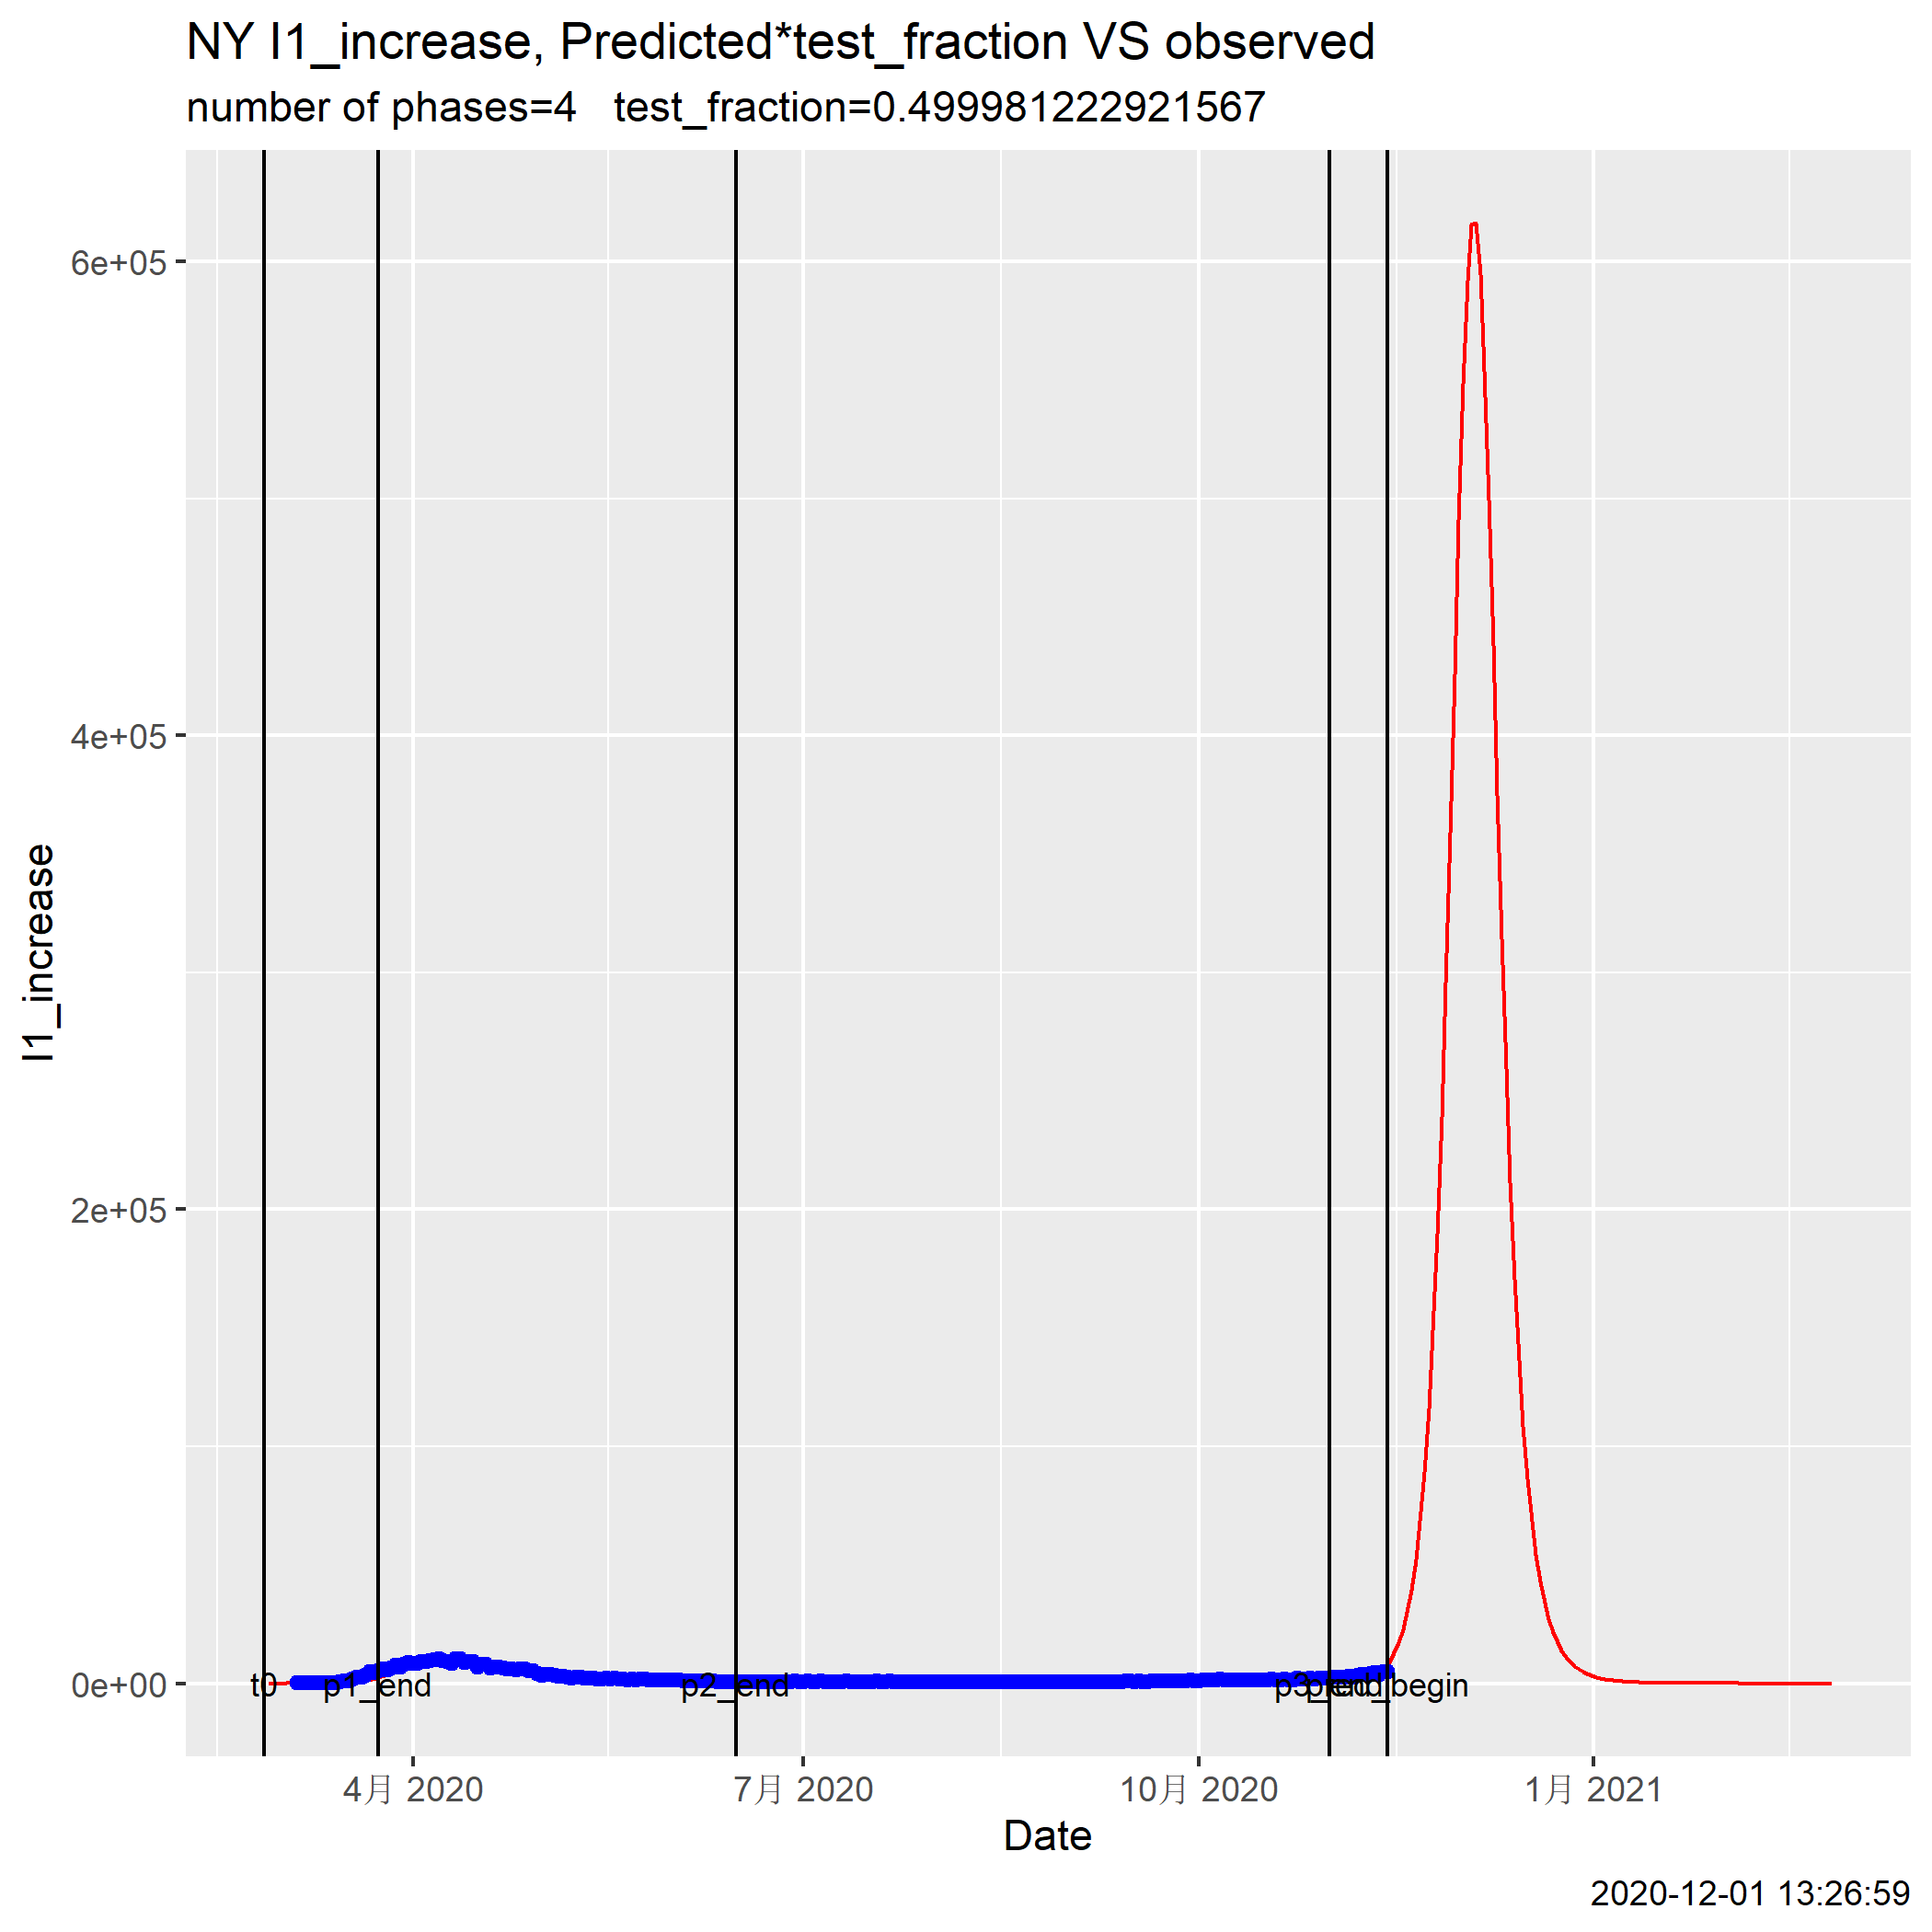 NY I1_increase, Predicted*test_fraction VS observed
number of phases=4 test_fraction=0.499981222921567
6e+05
4e+05
2e+05
0e+00
I1_increase
t0
p1_end
p2_end
p3_end
pred_begin
4月 2020
7月 2020
10月 2020
1月 2021
Date
2020-12-01 13:26:59